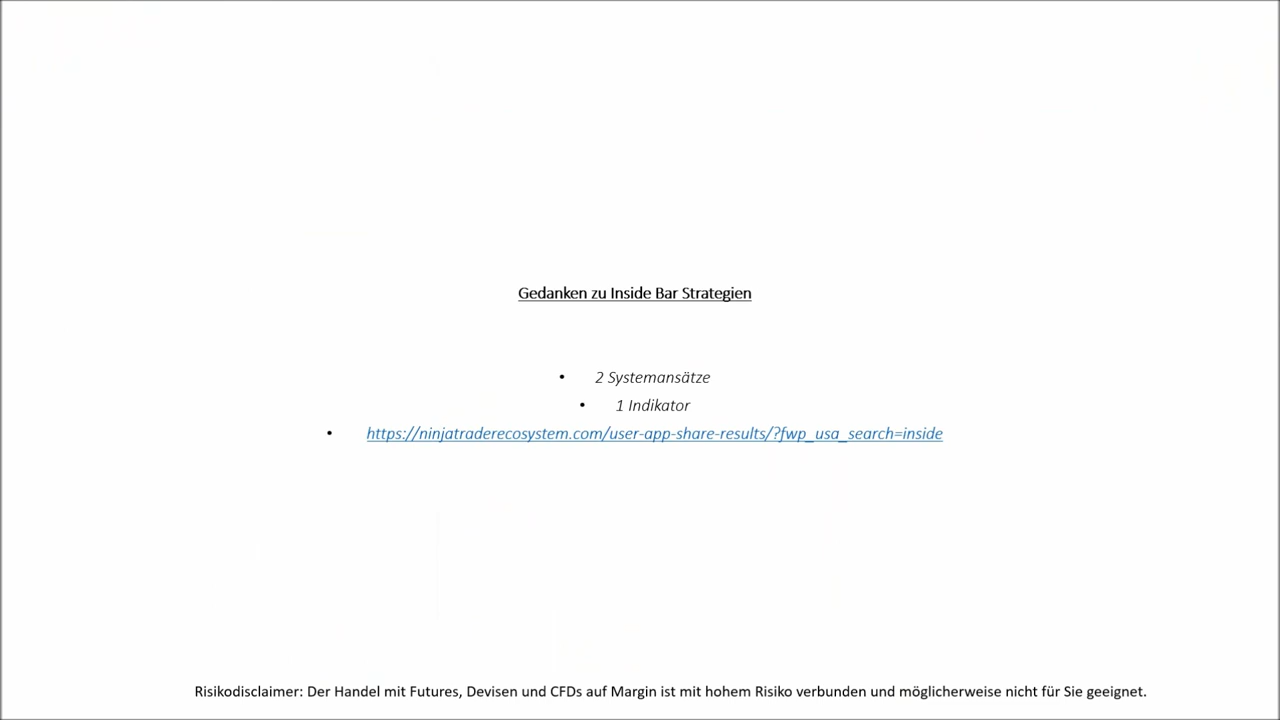 Gedanken zu Inside Bar Strategien
• 2 Systemansätze
• 1 Indikator
• https://ninjatraderecosystem.com/user-app-share-results/?fwp_usa_search=inside
Risikodisclaimer: Der Handel mit Futures, Devisen und CFDs auf Margin ist mit hohem Risiko verbunden und möglicherweise nicht für Sie geeignet.